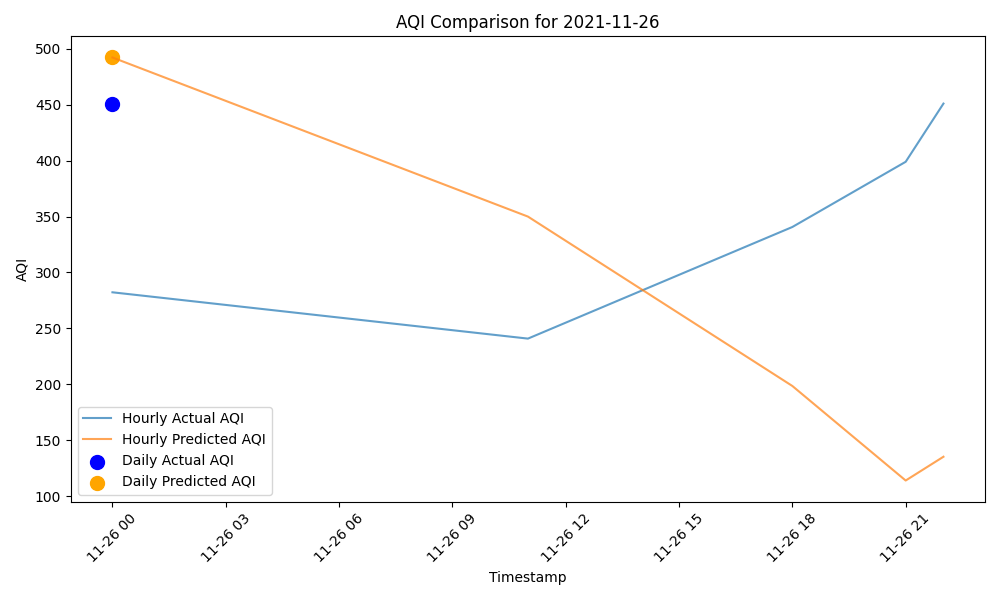 AQI Comparison for 2021-11-26
AQI
500
450
400
350
300
250
200
150
100
Hourly Actual AQI
Hourly Predicted AQI
Daily Actual AQI
Daily Predicted AQI
11-26 00
11-26 03
11-26 06
11-26 09
11-26 12
11-26 15
11-26 18
11-26 21
Timestamp